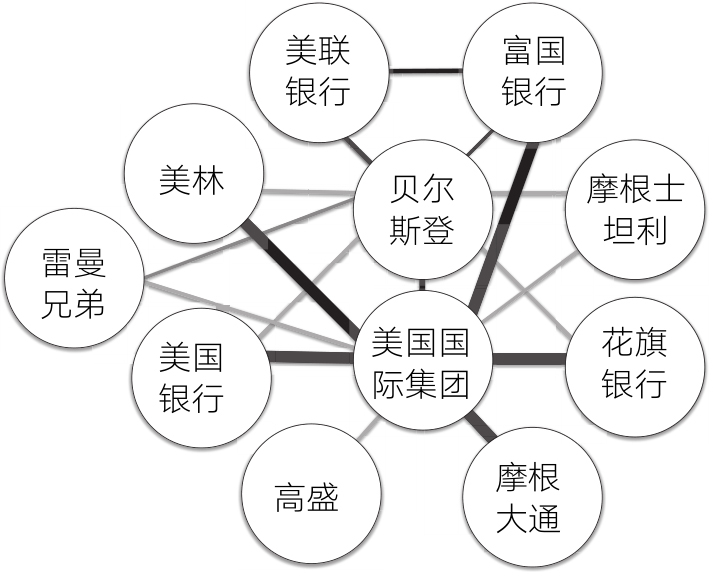 美联
银行
富国
银行
美林
贝尔
斯登
摩根士
坦利
雷曼
兄弟
美国
银行
美国国
际集团
花旗
银行
高盛
摩根
大通